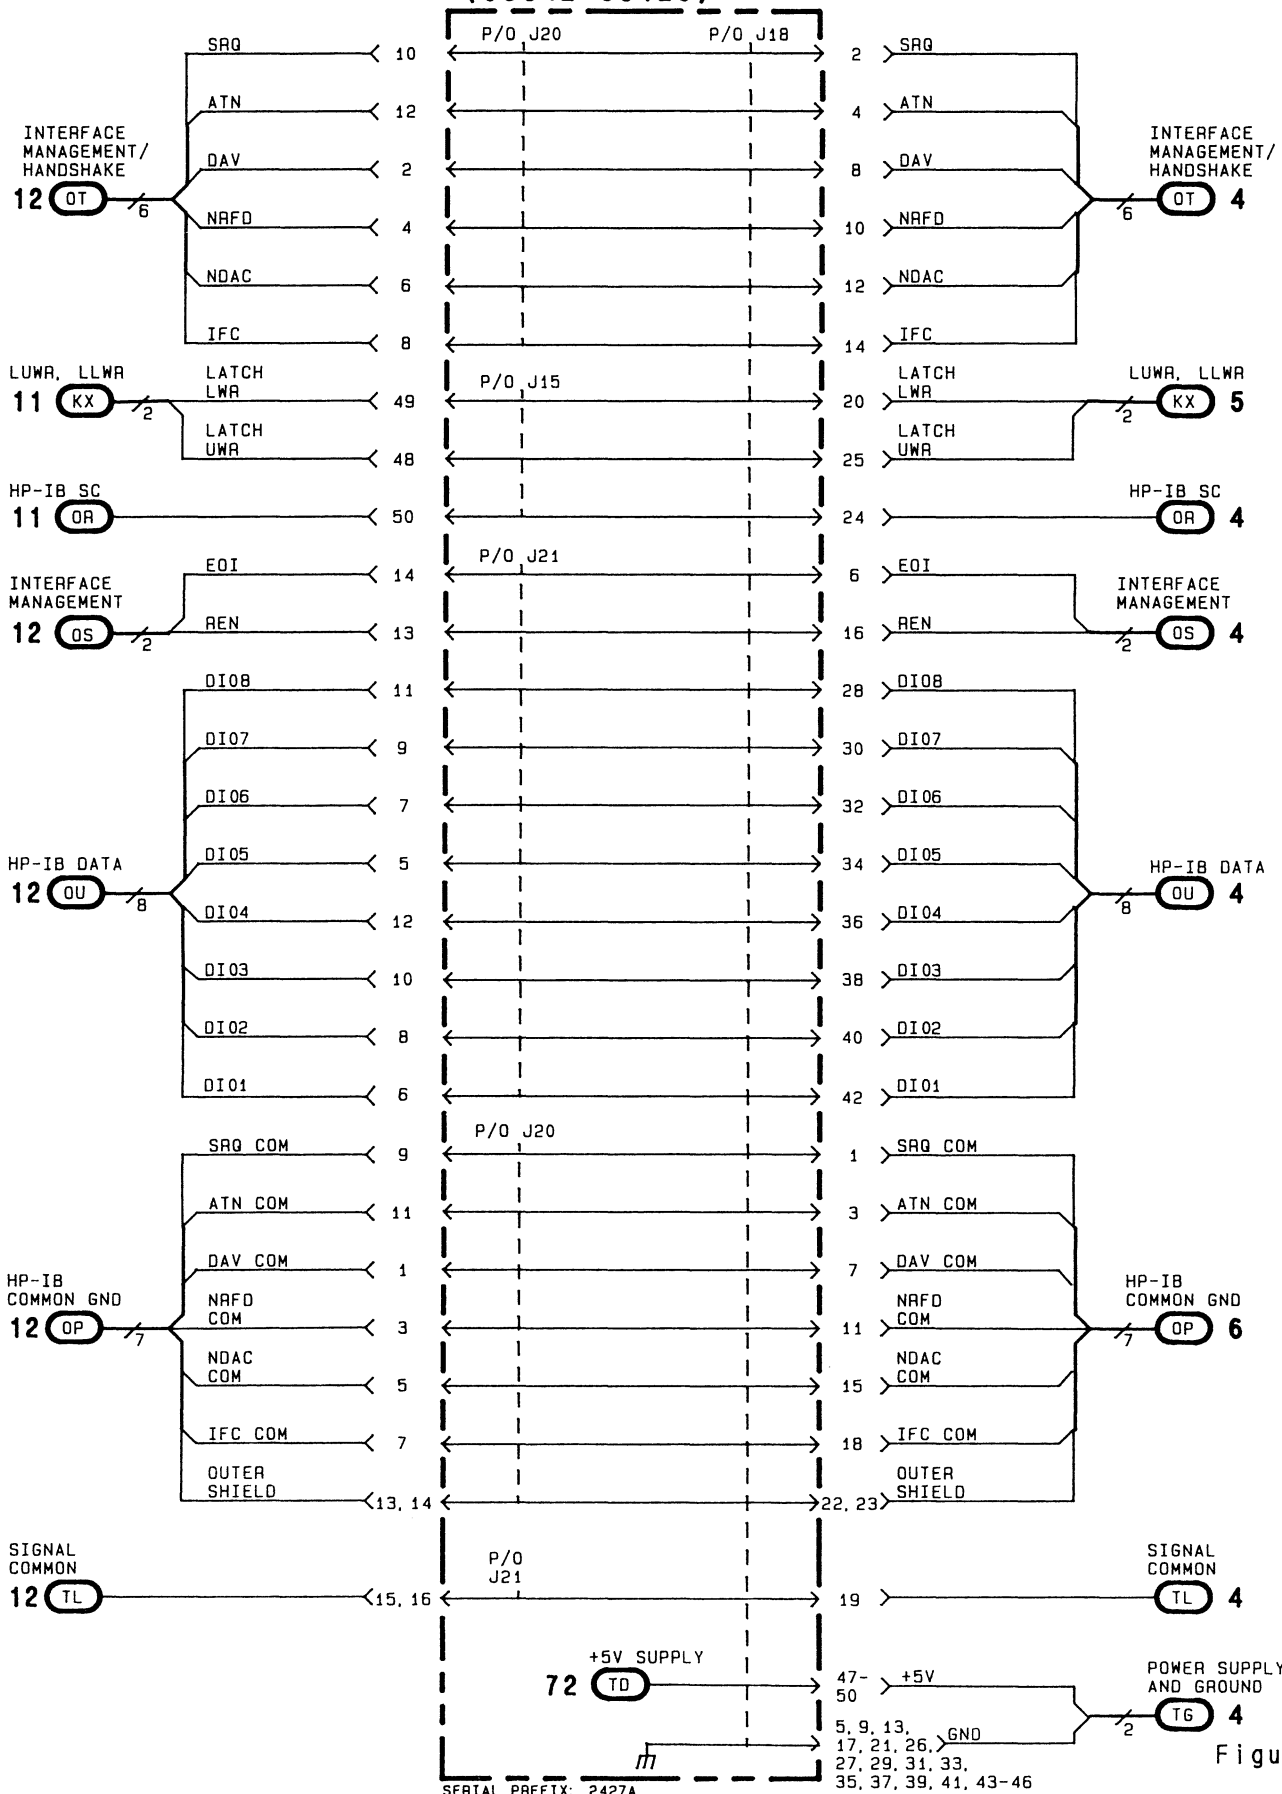 P/O J20 P/O J18
SRQ 10 2 SRQ
ATN 12 4 ATN
INTERFACE
MANAGEMENT/
HANDSHAKE
12 OT 6
INTERFACE
MANAGEMENT/
HANDSHAKE
6 OT 4
DAV 2 8 DAV
NRFD 4 10 NRFD
NDAC 6 12 NDAC
IFC 8 14 IFC
LUWR, LLWR
11 KX 2
LATCH
LWR 49
P/O J15
20 LATCH
LWR
LUWR, LLWR
2 KX 5
LATCH
UWR 48
25 LATCH
UWR
HP-IB SC
11 OR 50
24 HP-IB SC
OR 4
P/O J21
EOI 14 6 EOI
INTERFACE
MANAGEMENT
12 OS 2
INTERFACE
MANAGEMENT
2 OS 4
REN 13 16 REN
DIO8 11 28 DIO8
DIO7 9 30 DIO7
DIO6 7 32 DIO6
DIO5 5 34 DIO5
HP-IB DATA
12 OU 8
HP-IB DATA
8 OU 4
DIO4 12 36 DIO4
DIO3 10 38 DIO3
DIO2 8 40 DIO2
DIO1 6 42 DIO1
P/O J20
SRQ COM 9 1 SRQ COM
ATN COM 11 3 ATN COM
DAV COM 1 7 DAV COM
HP-IB
COMMON GND
12 OP 7
HP-IB
COMMON GND
7 OP 6
NRFD
COM 3
11 NRFD
COM
NDAC
COM 5
15 NDAC
COM
IFC COM 7 18 IFC COM
OUTER
SHIELD 13, 14
22, 23 OUTER
SHIELD
SIGNAL
COMMON
12 TL 15, 16
P/O
J21
19
SIGNAL
COMMON
TL 4
+5V SUPPLY
72 TD
47-
50 +5V
POWER SUPPLY
AND GROUND
2 TG 4
5, 9, 13,
17, 21, 26, GND
27, 29, 31, 33,
35, 37, 39, 41, 43-46
Figu
SERIAL PREFIX: 2427A